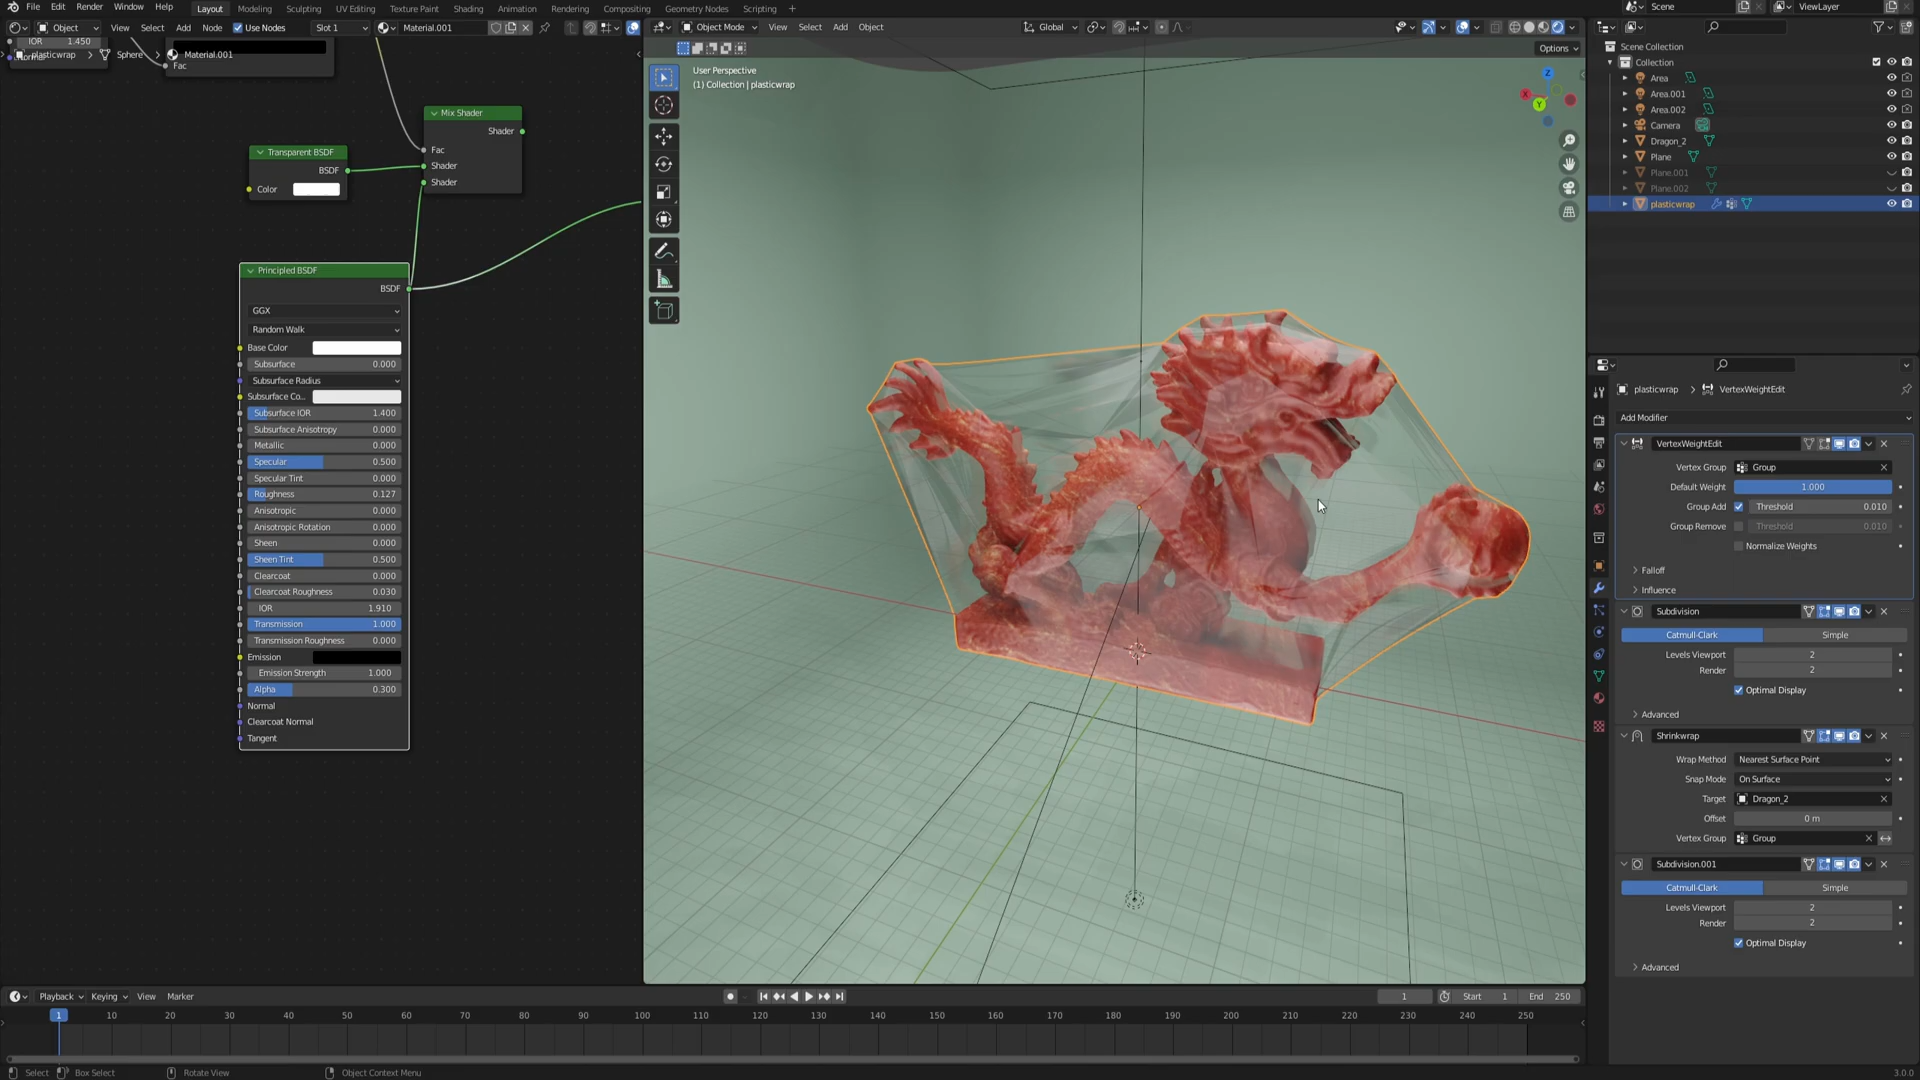 File Edit Render Window Help Layout Modeling Sculpting UV Editing Texture Paint Shading Animation Rendering Compositing Geometry Nodes Scripting + Scene ViewLayer
Object View Select Add Node Use Nodes Slot 1 Material.001 Object Mode View Select Add Object Global
IOR 1.450
plasticwrap > Sphere > Material.001
Fac
Options
User Perspective
(1) Collection | plasticwrap
Mix Shader
Shader
Fac
Shader
Shader
Transparent BSDF
BSDF
Color
Principled BSDF
BSDF
GGX
Random Walk
Base Color
Subsurface 0.000
Subsurface Radius
Subsurface Co...
Subsurface IOR 1.400
Subsurface Anisotropy 0.000
Metallic 0.000
Specular 0.500
Specular Tint 0.000
Roughness 0.127
Anisotropic 0.000
Anisotropic Rotation 0.000
Sheen 0.000
Sheen Tint 0.500
Clearcoat 0.000
Clearcoat Roughness 0.030
IOR 1.910
Transmission 1.000
Transmission Roughness 0.000
Emission
Emission Strength 1.000
Alpha 0.300
Normal
Clearcoat Normal
Tangent
Z
X
Y
Scene Collection
Collection
Area
Area.001
Area.002
Camera
Dragon_2
Plane
Plane.001
Plane.002
plasticwrap
plasticwrap > VertexWeightEdit
Add Modifier
VertexWeightEdit
Vertex Group Group
Default Weight 1.000
Group Add Threshold 0.010
Group Remove Threshold 0.010
Normalize Weights
Falloff
Influence
Subdivision
Catmull-Clark Simple
Levels Viewport 2
Render 2
Optimal Display
Advanced
Shrinkwrap
Wrap Method Nearest Surface Point
Snap Mode On Surface
Target Dragon_2
Offset 0 m
Vertex Group Group
Subdivision.001
Catmull-Clark Simple
Levels Viewport 2
Render 2
Optimal Display
Advanced
Playback Keying View Marker 1 Start 1 End 250
1 10 20 30 40 50 60 70 80 90 100 110 120 130 140 150 160 170 180 190 200 210 220 230 240 250
Select Box Select Rotate View Object Context Menu 3.0.0